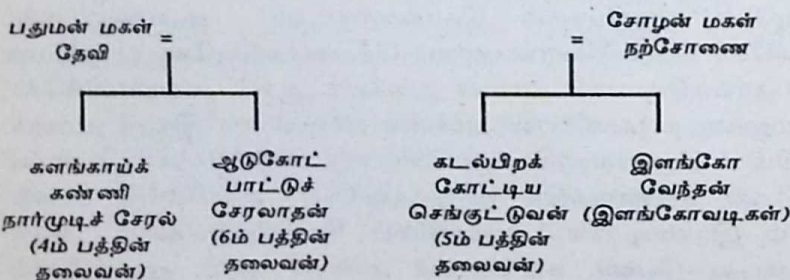 பதுமன் மகள்
தேவி =
சோழன் மகள்
= நற்சோணை
களங்காய்க்
கண்ணி
நார்முடிச் சேரல்
(4ம் பத்தின்
தலைவன்)
ஆடுகோட்
பாட்டுச்
சேரலாதன்
(6ம் பத்தின்
தலைவன்)
கடல்பிறக்
கோட்டிய
செங்குட்டுவன்
(5ம் பத்தின்
தலைவன்)
இளங்கோ
வேந்தன்
(இளங்கோவடிகள்)